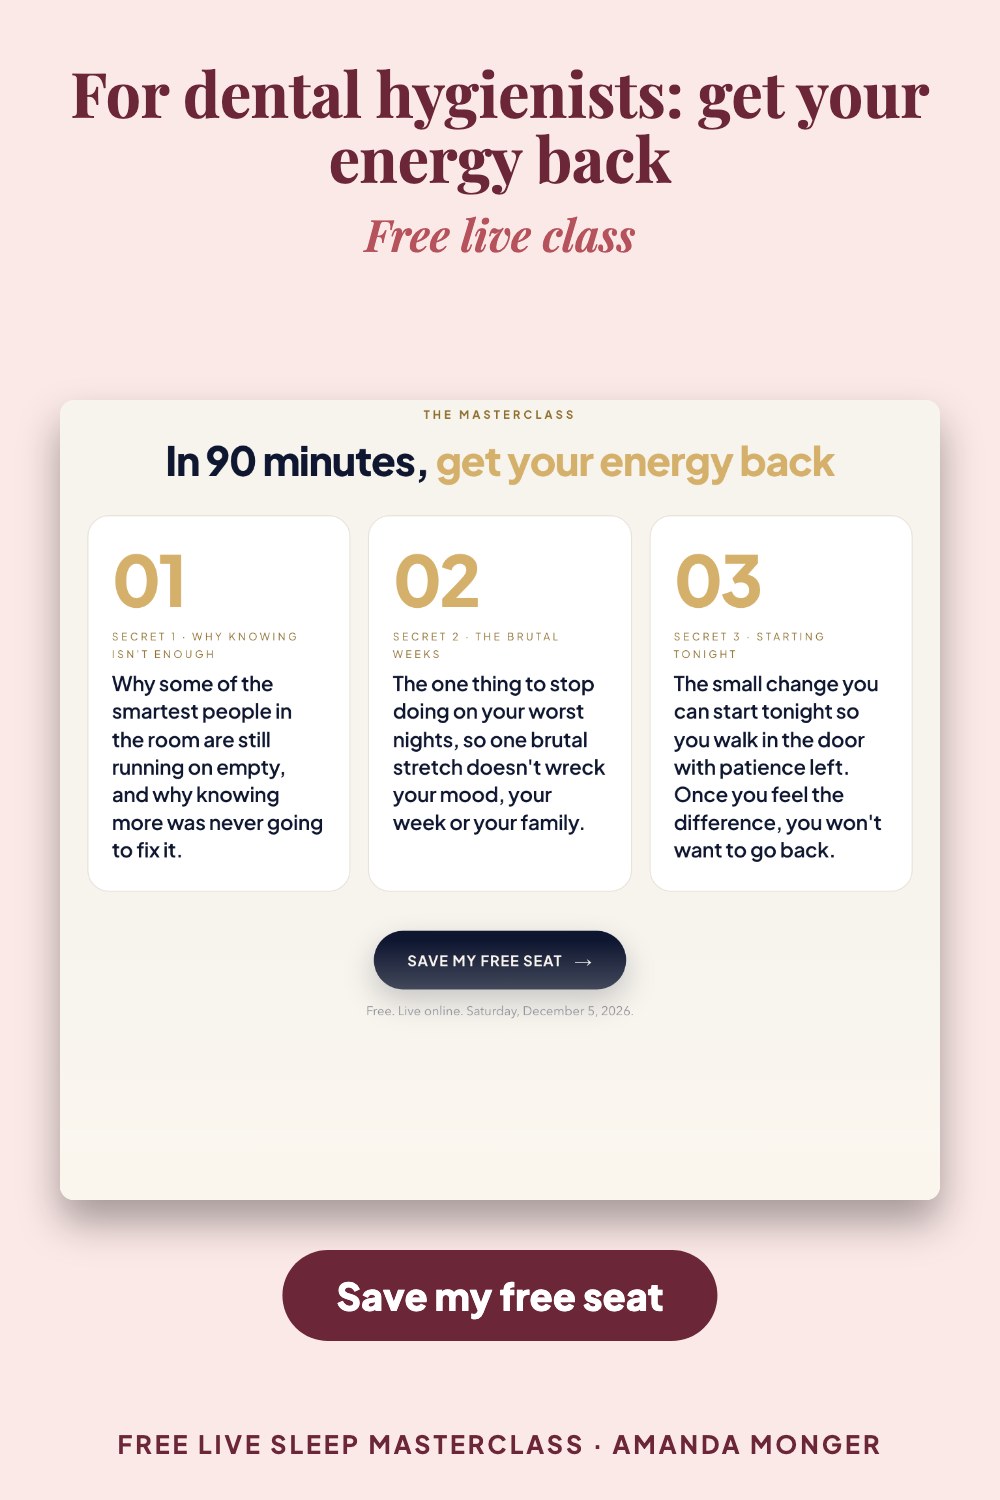 For dental hygienists: get your
energy back
Free live class
THE MASTERCLASS
In 90 minutes, get your energy back
01
SECRET 1 · WHY KNOWING
ISN'T ENOUGH
Why some of the
smartest people in
the room are still
running on empty,
and why knowing
more was never going
to fix it.
02
SECRET 2 · THE BRUTAL
WEEKS
The one thing to stop
doing on your worst
nights, so one brutal
stretch doesn't wreck
your mood, your
week or your family.
03
SECRET 3 · STARTING
TONIGHT
The small change you
can start tonight so
you walk in the door
with patience left.
Once you feel the
difference, you won't
want to go back.
SAVE MY FREE SEAT →
Free. Live online. Saturday, December 5, 2026.
Save my free seat
FREE LIVE SLEEP MASTERCLASS · AMANDA MONGER